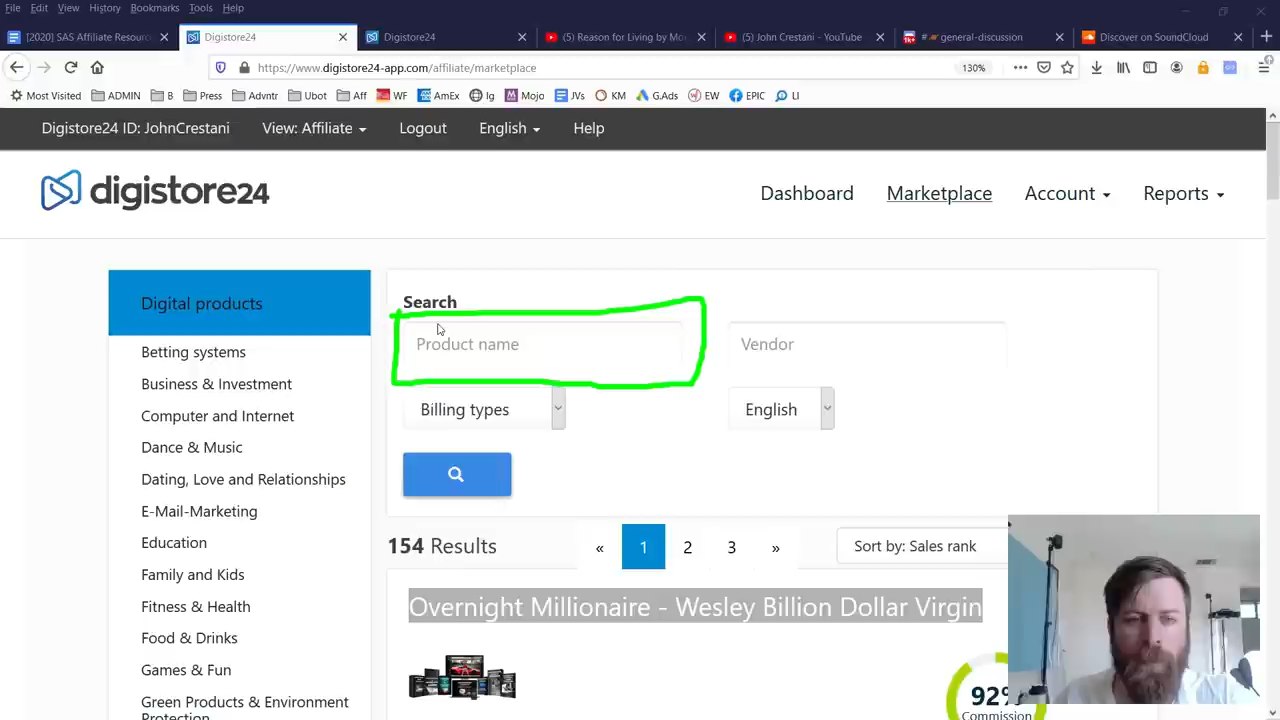 File Edit View History Bookmarks Tools Help
[2020] SAS Affiliate Resourc Digistore24 Digistore24 (5) Reason for Living by Mo (5) John Crestani - YouTube general-discussion Discover on SoundCloud
https://www.digistore24-app.com/affiliate/marketplace 130%
Most Visited ADMIN B Press Advntr Ubot Aff WF AmEx Ig Mojo JVs KM G.Ads EW EPIC LI
Digistore24 ID: JohnCrestani View: Affiliate Logout English Help
digistore24 Dashboard Marketplace Account Reports
Digital products
Betting systems
Business & Investment
Computer and Internet
Dance & Music
Dating, Love and Relationships
E-Mail-Marketing
Education
Family and Kids
Fitness & Health
Food & Drinks
Games & Fun
Green Products & Environment
Protection
Search
Product name Vendor
Billing types English
154 Results « 1 2 3 » Sort by: Sales rank
Overnight Millionaire - Wesley Billion Dollar Virgin
92%
Commission